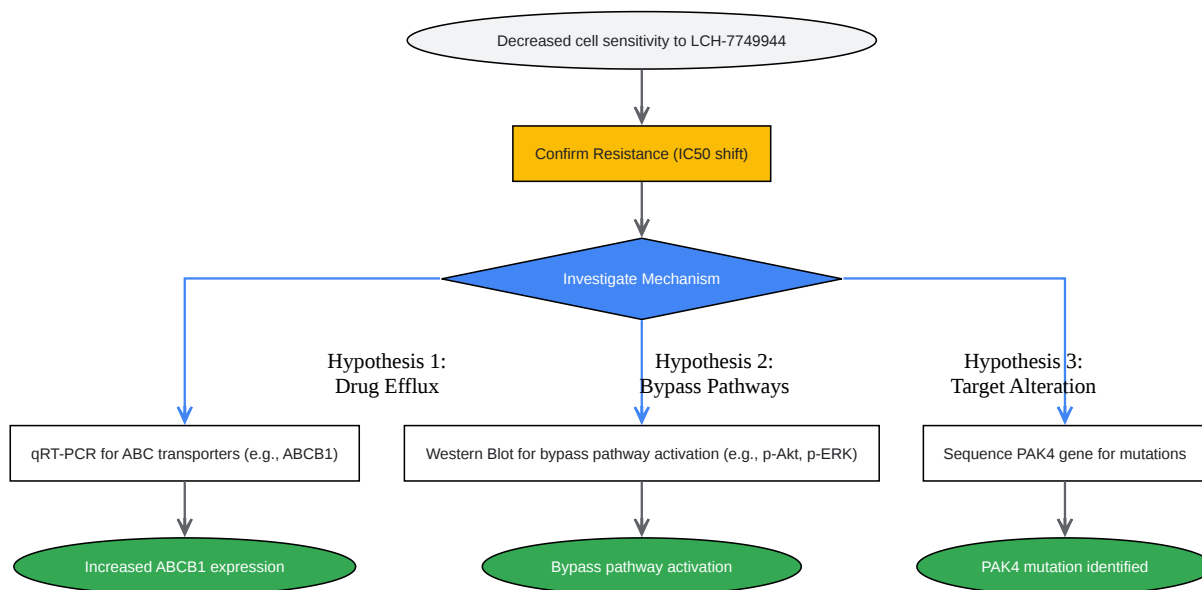 Decreased cell sensitivity to LCH-7749944
Confirm Resistance (IC50 shift)
Investigate Mechanism
Hypothesis 1:
Drug Efflux
Hypothesis 2:
Bypass Pathways
Hypothesis 3:
Target Alteration
qRT-PCR for ABC transporters (e.g., ABCB1)
Western Blot for bypass pathway activation (e.g., p-Akt, p-ERK)
Sequence PAK4 gene for mutations
Increased ABCB1 expression
Bypass pathway activation
PAK4 mutation identified